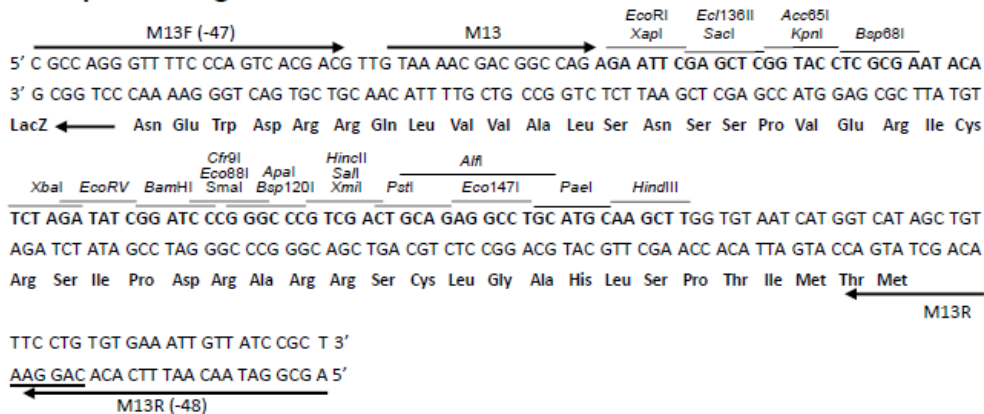 M13F (-47) M13 EcoRI Ecl136II Acc65I
XapI SacI KpnI Bsp68I
5′ C GCC AGG GTT TTC CCA GTC ACG ACG TTG TAA AAC GAC GGC CAG AGA ATT CGA GCT CGG TAC CTC GCG AAT ACA
3′ G CGG TCC CAA AAG GGT CAG TGC TGC AAC ATT TTG CTG CCG GTC TCT TAA GCT CGA GCC ATG GAG CGC TTA TGT
LacZ Asn Glu Trp Asp Arg Arg Gln Leu Val Val Ala Leu Ser Asn Ser Ser Pro Val Glu Arg Ile Cys
Cfr9I HincII
Eco88I ApaI SalI AlfI
XbaI EcoRV BamHI SmaI Bsp120I XmiI PstI Eco147I PaeI HindIII
TCT AGA TAT CGG ATC CCG GGC CCG TCG ACT GCA GAG GCC TGC ATG CAA GCT TGG TGT AAT CAT GGT CAT AGC TGT
AGA TCT ATA GCC TAG GGC CCG GGC AGC TGA CGT CTC CGG ACG TAC GTT CGA ACC ACA TTA GTA CCA GTA TCG ACA
Arg Ser Ile Pro Asp Arg Ala Arg Arg Ser Cys Leu Gly Ala His Leu Ser Pro Thr Ile Met Thr Met
M13R
TTC CTG TGT GAA ATT GTT ATC CGC T 3′
AAG GAC ACA CTT TAA CAA TAG GCG A 5′
M13R (-48)